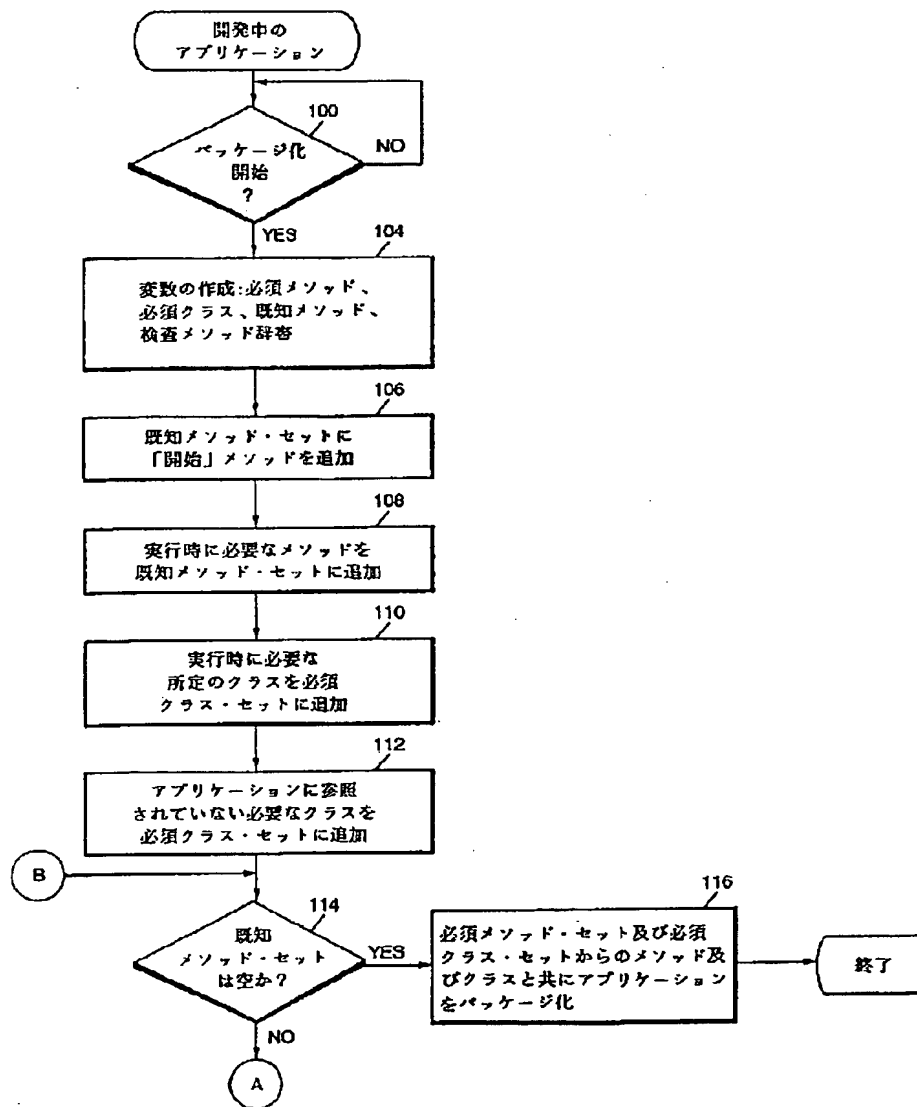 開発中の
アプリケーション
100
パッケージ化
開始
?
NO
YES
104
変数の作成:必須メソッド、
必須クラス、既知メソッド、
検査メソッド辞書
106
既知メソッド・セットに
「開始」メソッドを追加
108
実行時に必要なメソッドを
既知メソッド・セットに追加
110
実行時に必要な
所定のクラスを必須
クラス・セットに追加
112
アプリケーションに参照
されていない必要なクラスを
必須クラス・セットに追加
B
114
既知
メソッド・セット
は空か?
YES
NO
A
116
必須メソッド・セット及び必須
クラス・セットからのメソッド及
びクラスと共にアプリケーション
をパッケージ化
終了